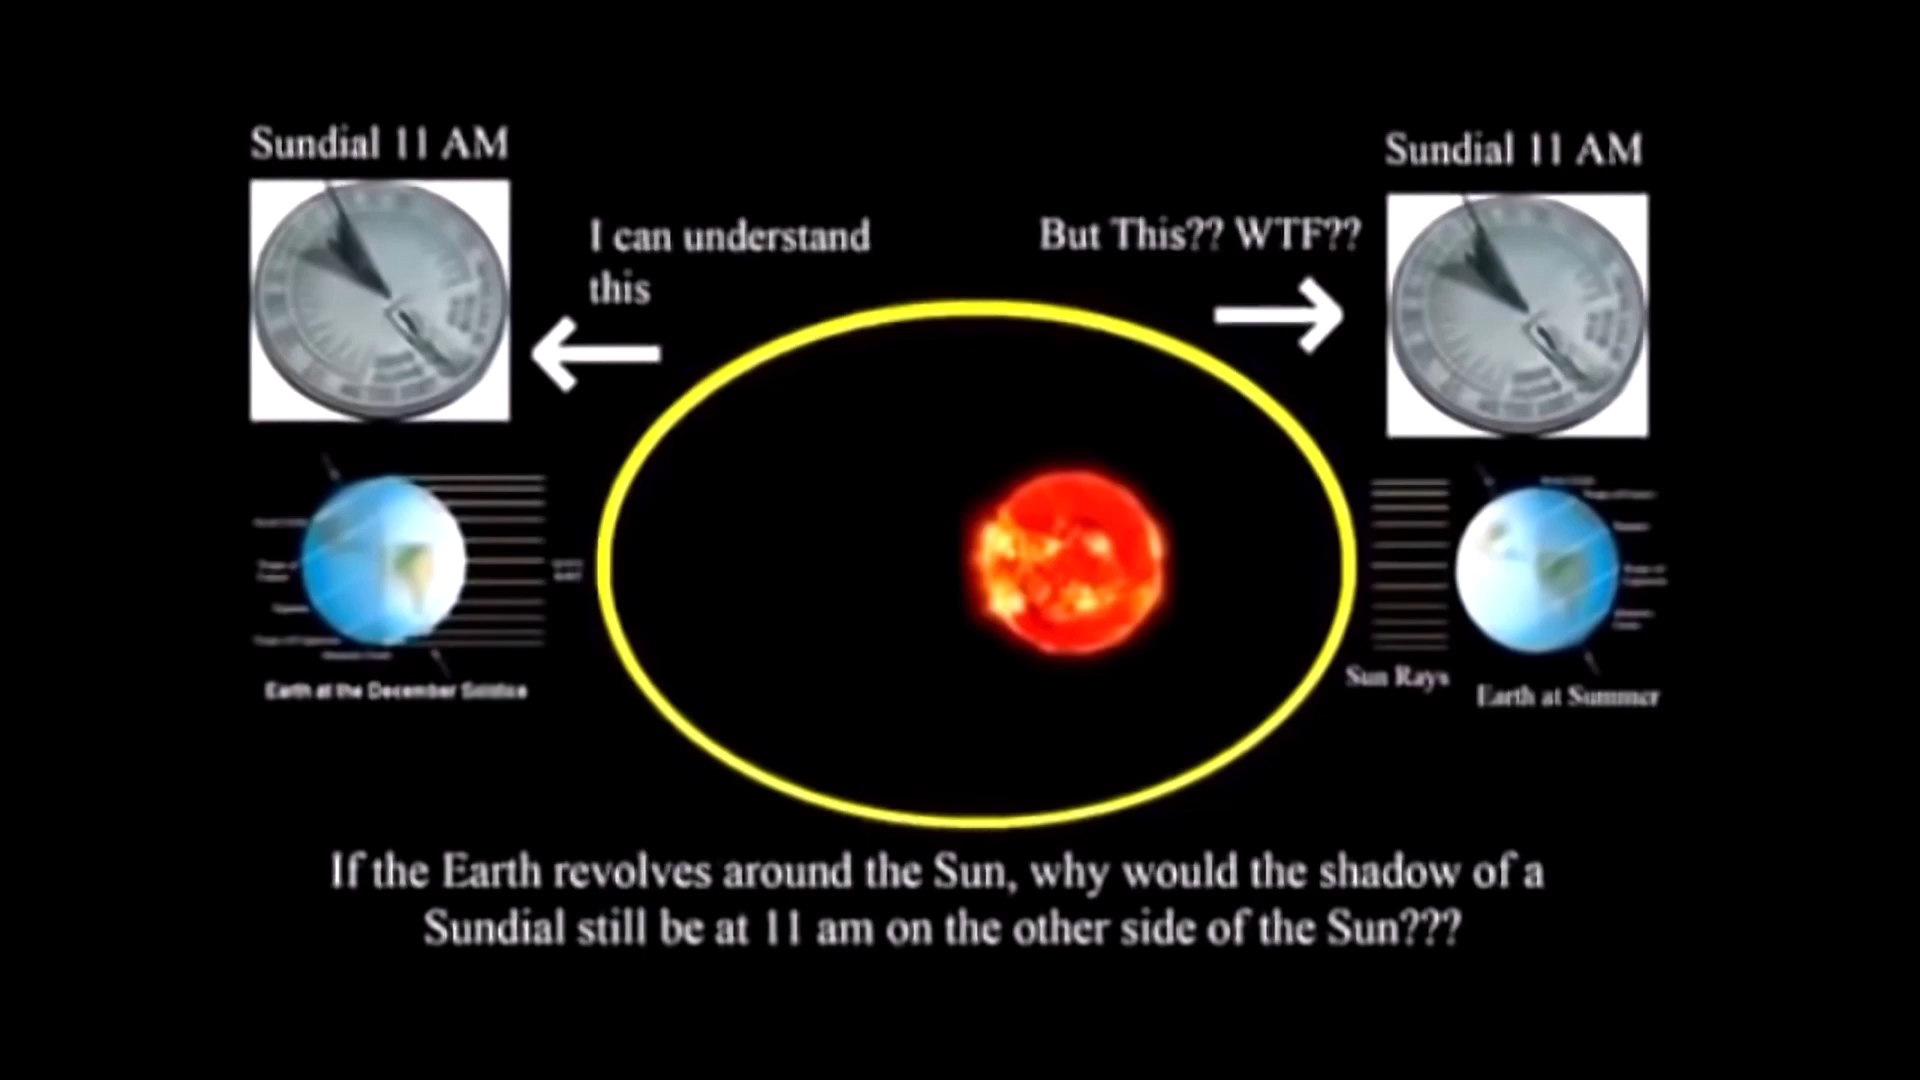 Sundial 11 AM
Sundial 11 AM
I can understand
this
But This?? WTF??
Earth at the December Solstice
Sun Rays
Earth at Summer
If the Earth revolves around the Sun, why would the shadow of a
Sundial still be at 11 am on the other side of the Sun???